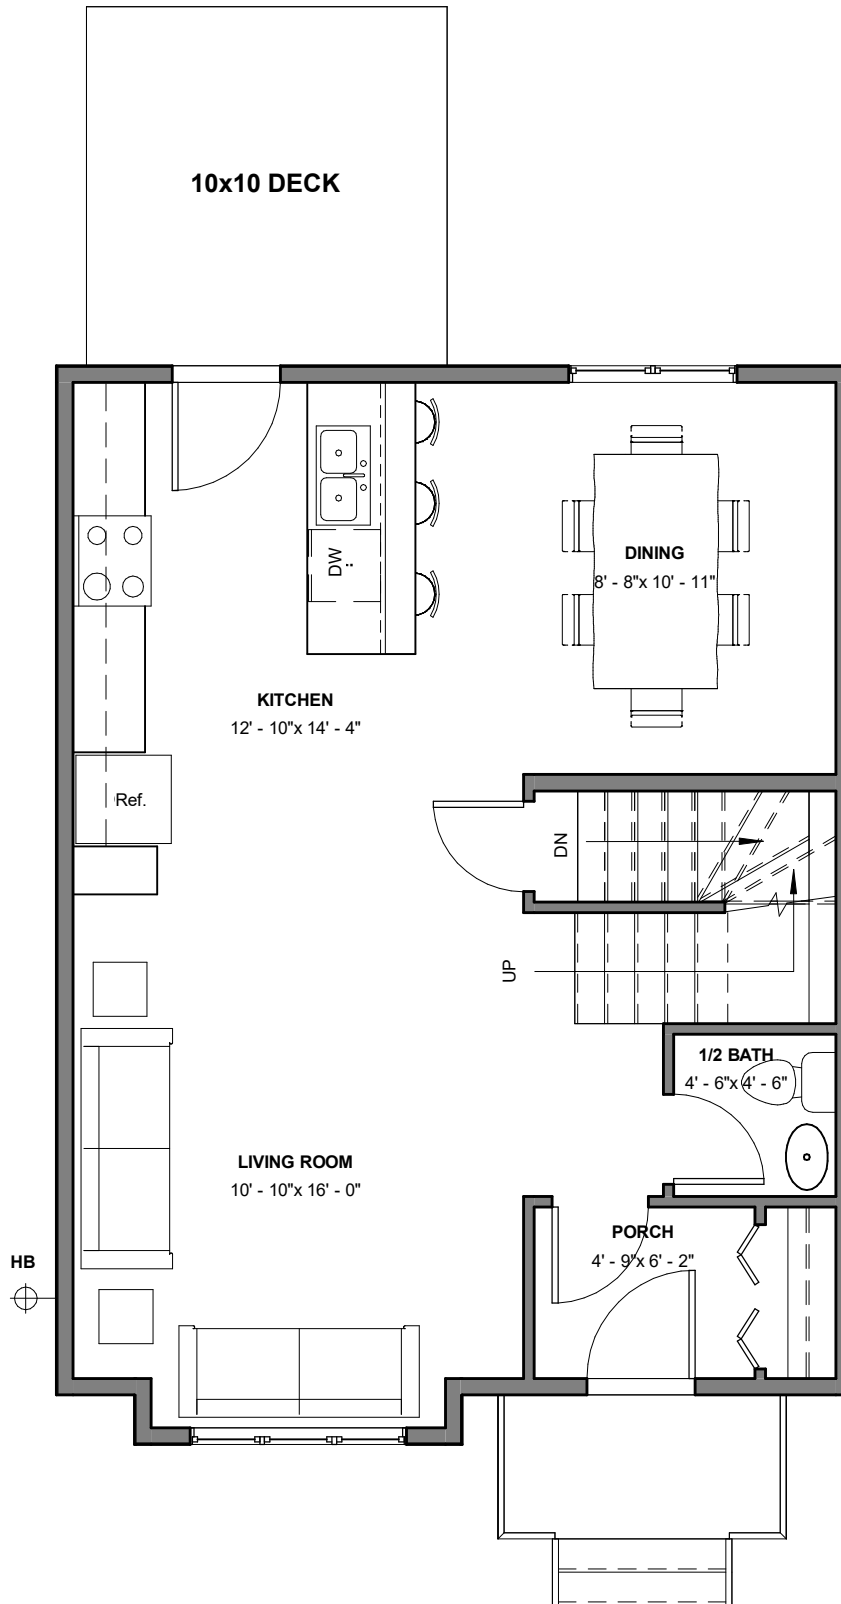 10x10 DECK
DINING
8' - 8"x 10' - 11"
DW
KITCHEN
12' - 10"x 14' - 4"
Ref.
DN
UP
1/2 BATH
4' - 6"x 4' - 6"
LIVING ROOM
10' - 10"x 16' - 0"
PORCH
4' - 9"x 6' - 2"
HB